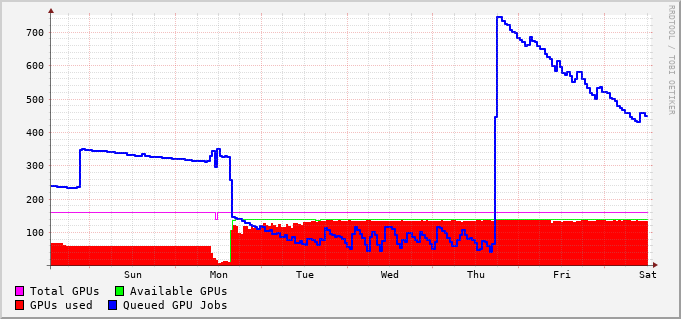 700
600
500
400
300
200
100
Sun Mon Tue Wed Thu Fri Sat
Total GPUs Available GPUs
GPUs used Queued GPU Jobs
RRDTOOL / TOBI OETIKER